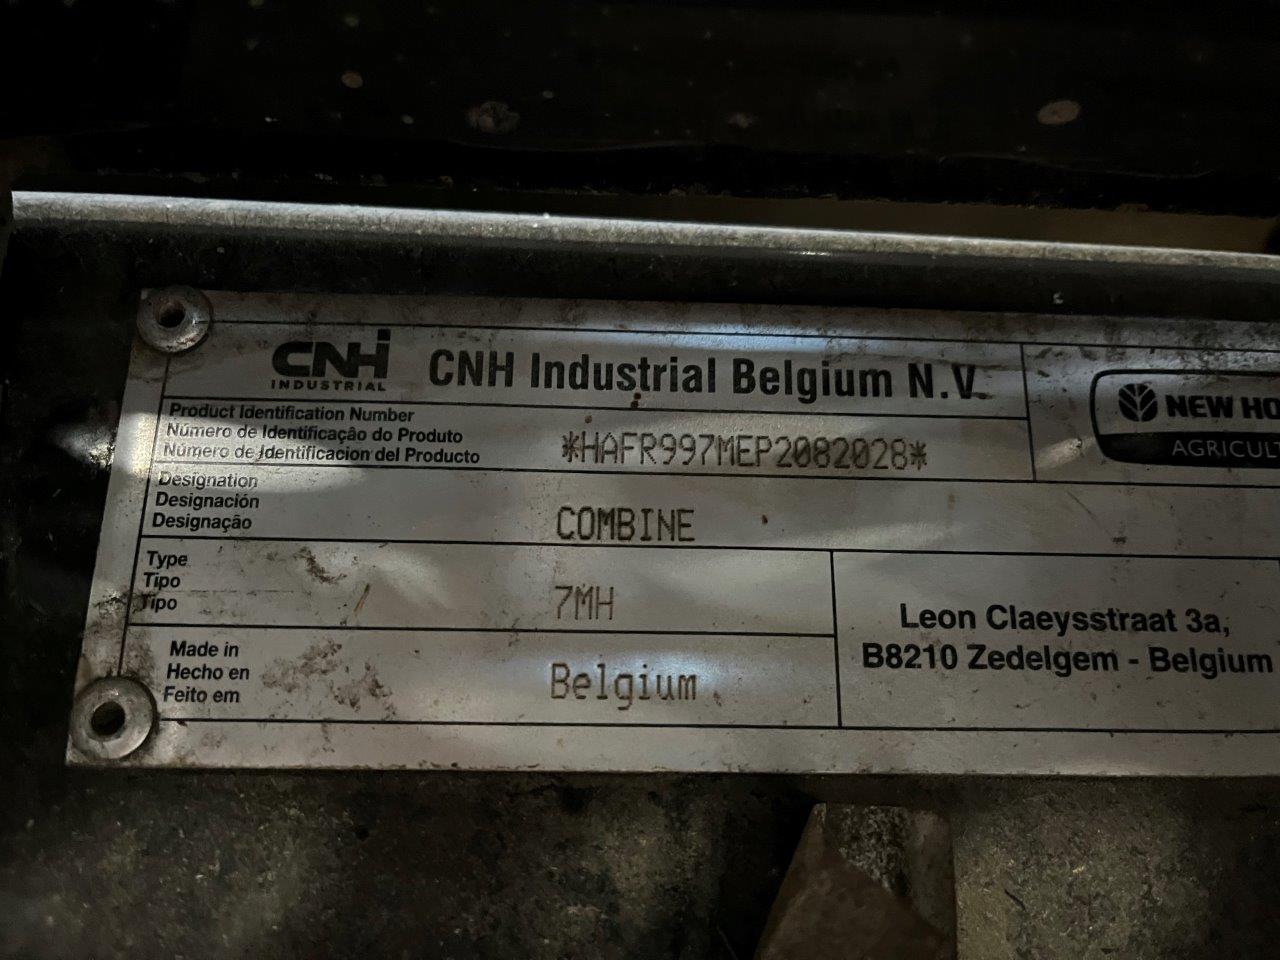 CNH INDUSTRIAL CNH Industrial Belgium N.V.
NEW HO
AGRICULT
Product Identification Number
Número de Identificação do Produto
Número de Identificacion del Producto
*HAFR997MEP2082028*
Designation
Designación
Designação
COMBINE
Type
Tipo
Tipo
7MH
Made in
Hecho en
Feito em
Belgium
Leon Claeysstraat 3a,
B8210 Zedelgem - Belgium